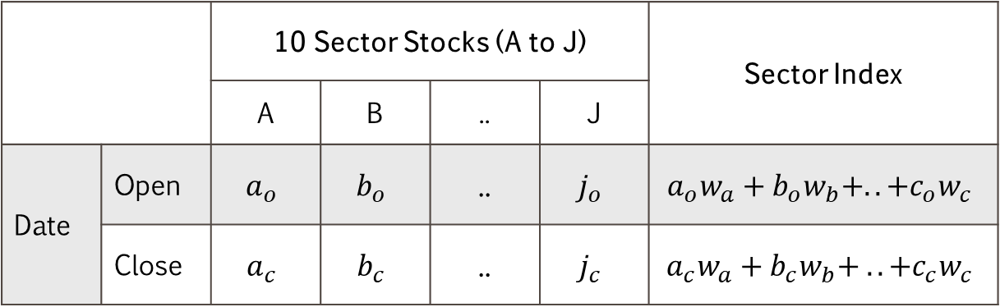 10 Sector Stocks (A to J)
Sector Index
A B .. J
Date
Open a_o b_o .. j_o a_o w_a + b_o w_b+..+c_o w_c
Close a_c b_c .. j_c a_c w_a + b_c w_b+ ..+c_c w_c